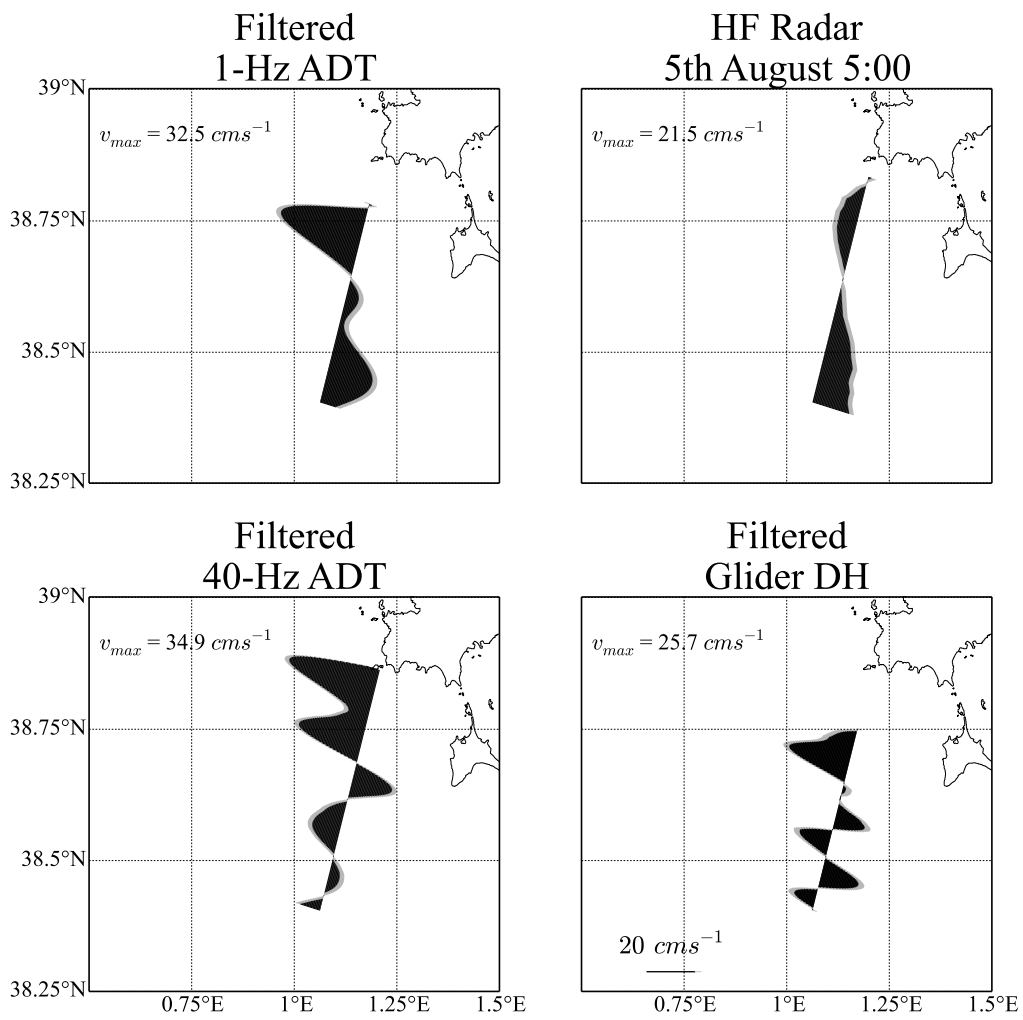 Filtered
1-Hz ADT
HF Radar
5th August 5:00
39°N
38.75°N
38.5°N
38.25°N
v_max = 32.5 cms⁻¹
v_max = 21.5 cms⁻¹
Filtered
40-Hz ADT
Filtered
Glider DH
39°N
38.75°N
38.5°N
38.25°N
v_max = 34.9 cms⁻¹
v_max = 25.7 cms⁻¹
20 cms⁻¹
0.75°E 1°E 1.25°E 1.5°E
0.75°E 1°E 1.25°E 1.5°E